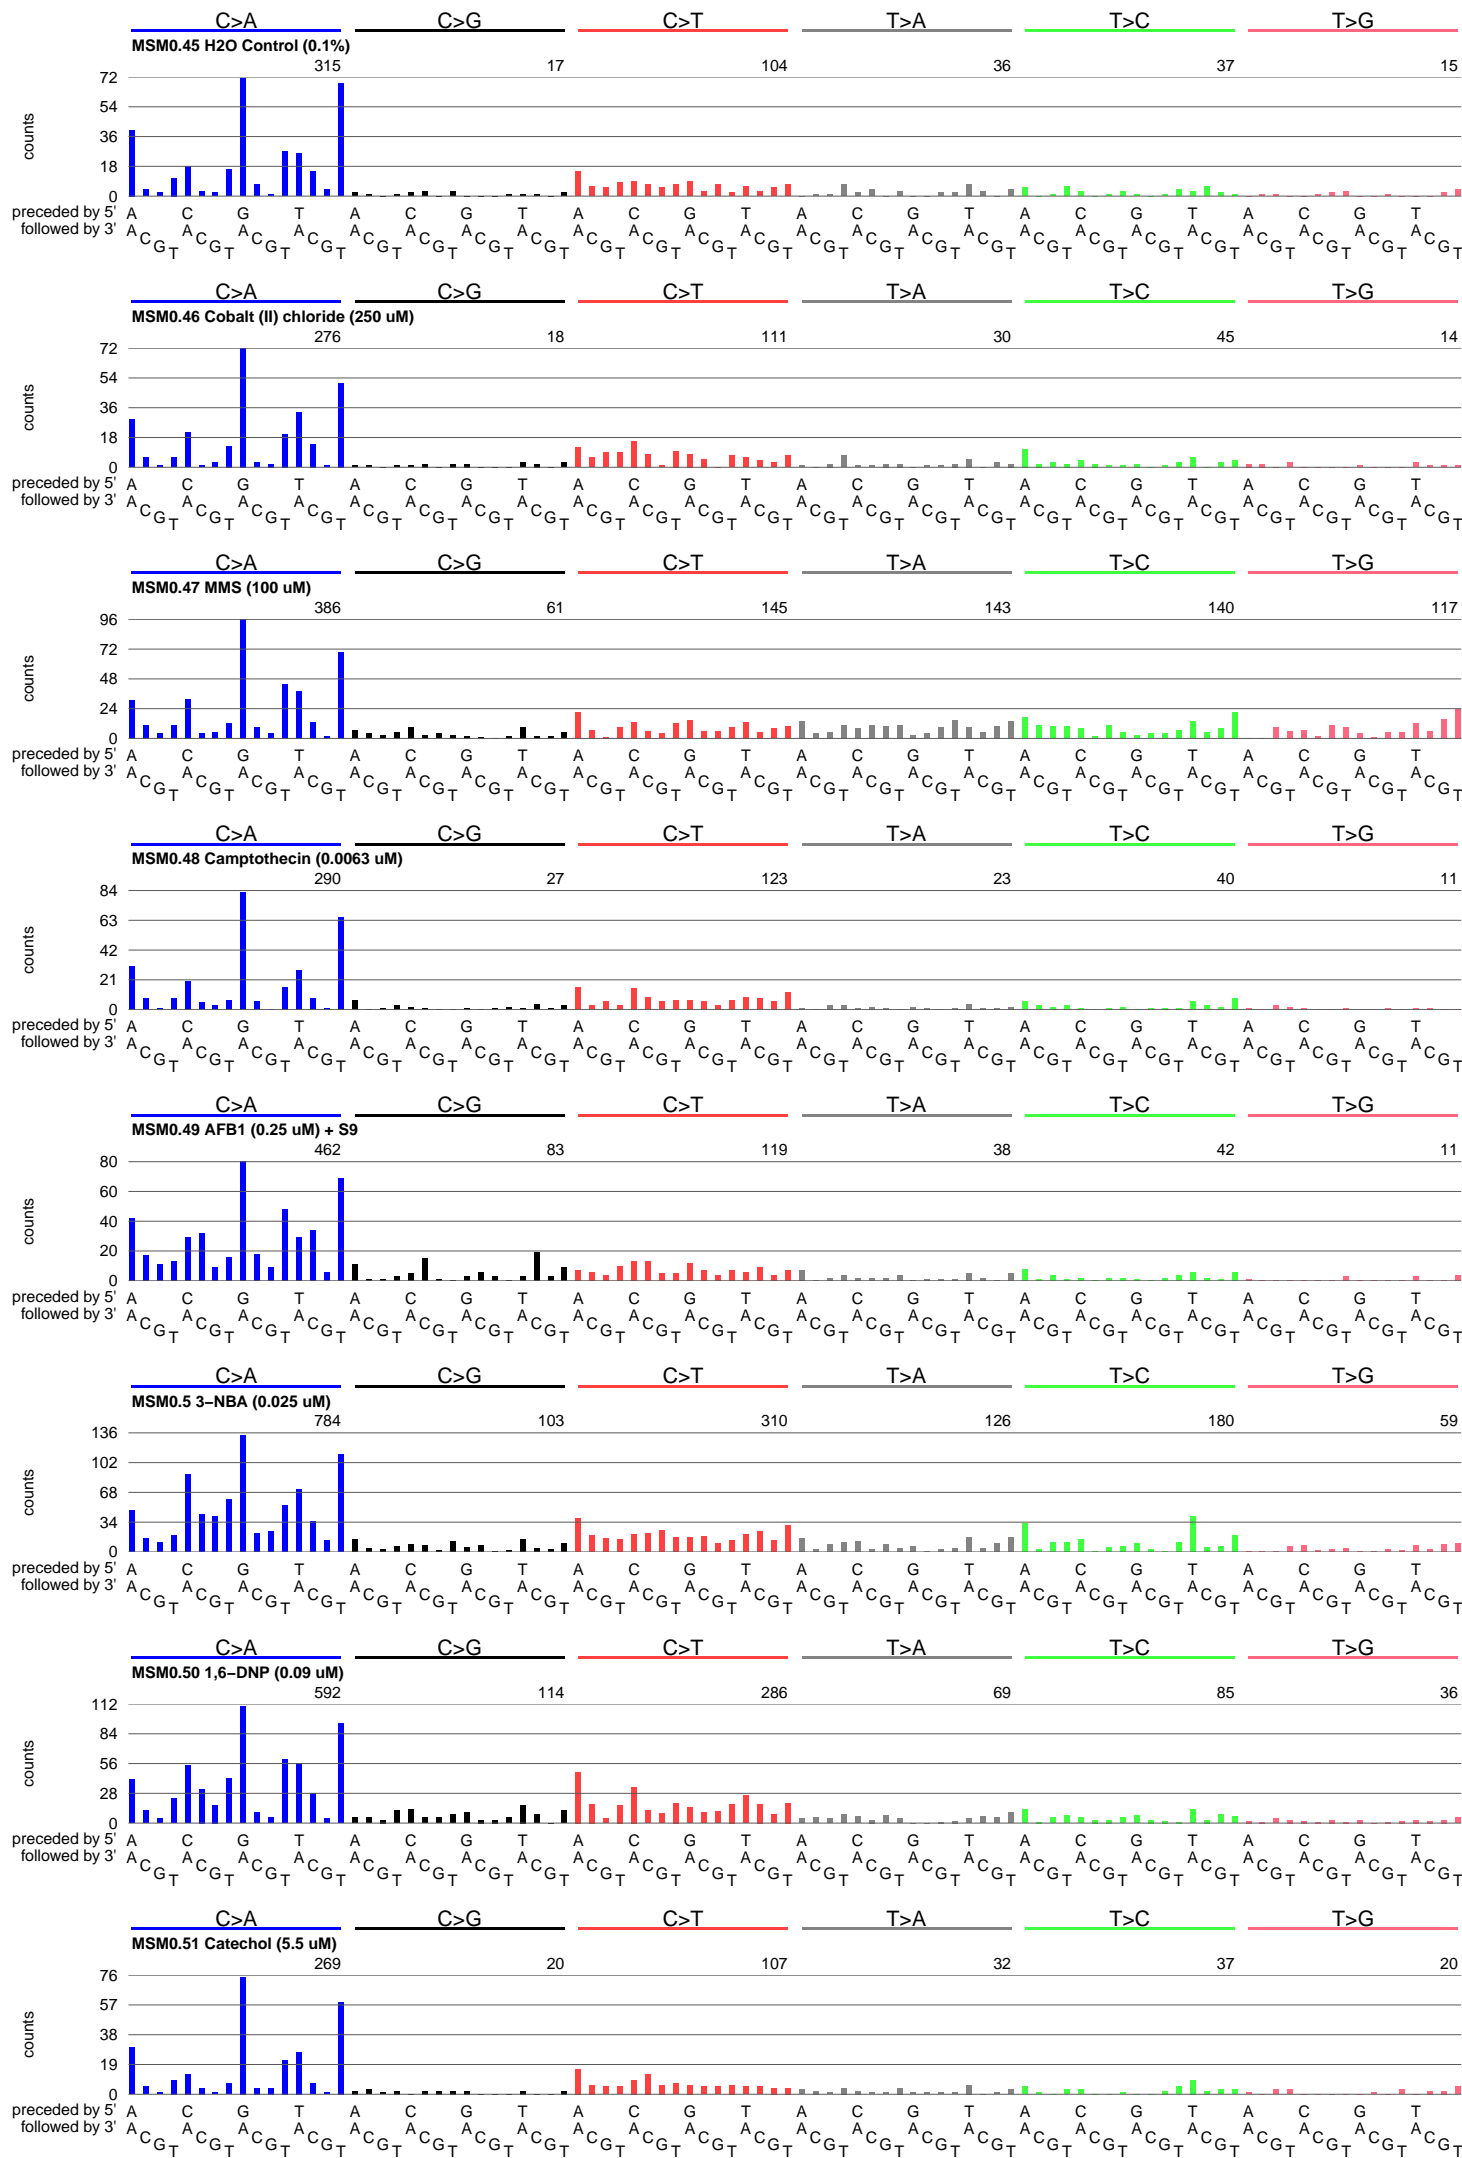 C>A C>G C>T T>A T>C T>G
MSM0.45 H2O Control (0.1%)
315 17 104 36 37 15
72
54
36
18
0
counts
preceded by 5' A C G T A C G T A C G T A C G T A C G T A C G T
followed by 3' A C G T A C G T A C G T A C G T A C G T A C G T A C G T A C G T A C G T A C G T A C G T A C G T A C G T A C G T A C G T A C G T A C G T A C G T A C G T A C G T A C G T A C G T A C G T A C G T
C>A C>G C>T T>A T>C T>G
MSM0.46 Cobalt (II) chloride (250 uM)
276 18 111 30 45 14
72
54
36
18
0
counts
preceded by 5' A C G T A C G T A C G T A C G T A C G T A C G T
followed by 3' A C G T A C G T A C G T A C G T A C G T A C G T A C G T A C G T A C G T A C G T A C G T A C G T A C G T A C G T A C G T A C G T A C G T A C G T A C G T A C G T A C G T A C G T A C G T A C G T
C>A C>G C>T T>A T>C T>G
MSM0.47 MMS (100 uM)
386 61 145 143 140 117
96
72
48
24
0
counts
preceded by 5' A C G T A C G T A C G T A C G T A C G T A C G T
followed by 3' A C G T A C G T A C G T A C G T A C G T A C G T A C G T A C G T A C G T A C G T A C G T A C G T A C G T A C G T A C G T A C G T A C G T A C G T A C G T A C G T A C G T A C G T A C G T A C G T
C>A C>G C>T T>A T>C T>G
MSM0.48 Camptothecin (0.0063 uM)
290 27 123 23 40 11
84
63
42
21
0
counts
preceded by 5' A C G T A C G T A C G T A C G T A C G T A C G T
followed by 3' A C G T A C G T A C G T A C G T A C G T A C G T A C G T A C G T A C G T A C G T A C G T A C G T A C G T A C G T A C G T A C G T A C G T A C G T A C G T A C G T A C G T A C G T A C G T A C G T
C>A C>G C>T T>A T>C T>G
MSM0.49 AFB1 (0.25 uM) + S9
462 83 119 38 42 11
80
60
40
20
0
counts
preceded by 5' A C G T A C G T A C G T A C G T A C G T A C G T
followed by 3' A C G T A C G T A C G T A C G T A C G T A C G T A C G T A C G T A C G T A C G T A C G T A C G T A C G T A C G T A C G T A C G T A C G T A C G T A C G T A C G T A C G T A C G T A C G T A C G T
C>A C>G C>T T>A T>C T>G
MSM0.5 3−NBA (0.025 uM)
784 103 310 126 180 59
136
102
68
34
0
counts
preceded by 5' A C G T A C G T A C G T A C G T A C G T A C G T
followed by 3' A C G T A C G T A C G T A C G T A C G T A C G T A C G T A C G T A C G T A C G T A C G T A C G T A C G T A C G T A C G T A C G T A C G T A C G T A C G T A C G T A C G T A C G T A C G T A C G T
C>A C>G C>T T>A T>C T>G
MSM0.50 1,6−DNP (0.09 uM)
592 114 286 69 85 36
112
84
56
28
0
counts
preceded by 5' A C G T A C G T A C G T A C G T A C G T A C G T
followed by 3' A C G T A C G T A C G T A C G T A C G T A C G T A C G T A C G T A C G T A C G T A C G T A C G T A C G T A C G T A C G T A C G T A C G T A C G T A C G T A C G T A C G T A C G T A C G T A C G T
C>A C>G C>T T>A T>C T>G
MSM0.51 Catechol (5.5 uM)
269 20 107 32 37 20
76
57
38
19
0
counts
preceded by 5' A C G T A C G T A C G T A C G T A C G T A C G T
followed by 3' A C G T A C G T A C G T A C G T A C G T A C G T A C G T A C G T A C G T A C G T A C G T A C G T A C G T A C G T A C G T A C G T A C G T A C G T A C G T A C G T A C G T A C G T A C G T A C G T